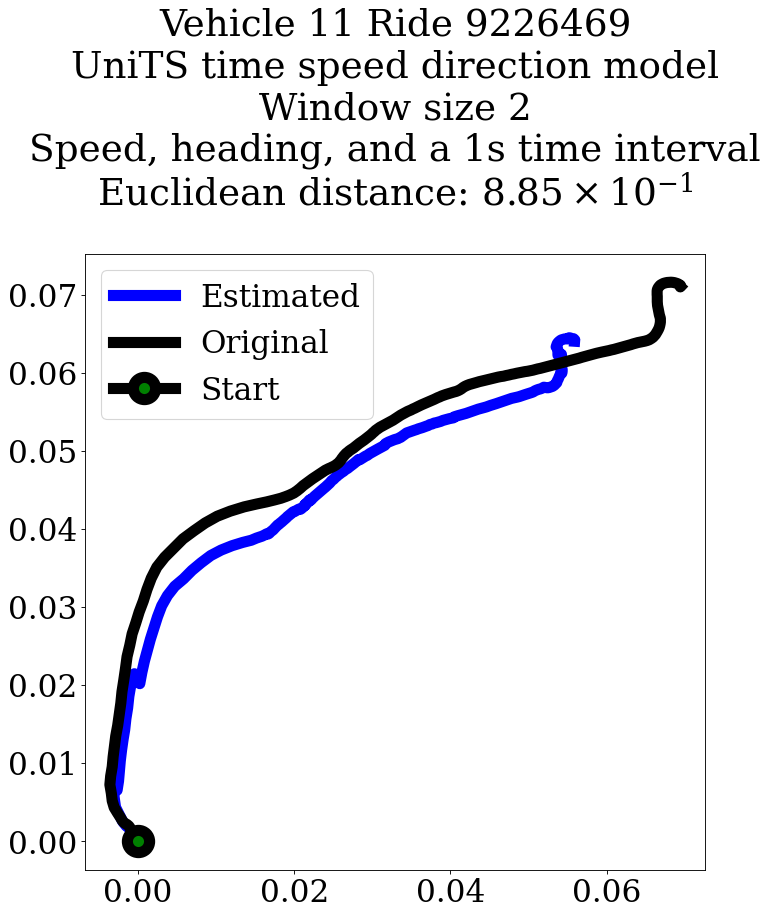 Vehicle 11 Ride 9226469
UniTS time speed direction model
Window size 2
Speed, heading, and a 1s time interval
Euclidean distance: 8.85 × 10⁻¹
Estimated
Original
Start
0.07
0.06
0.05
0.04
0.03
0.02
0.01
0.00
0.00 0.02 0.04 0.06